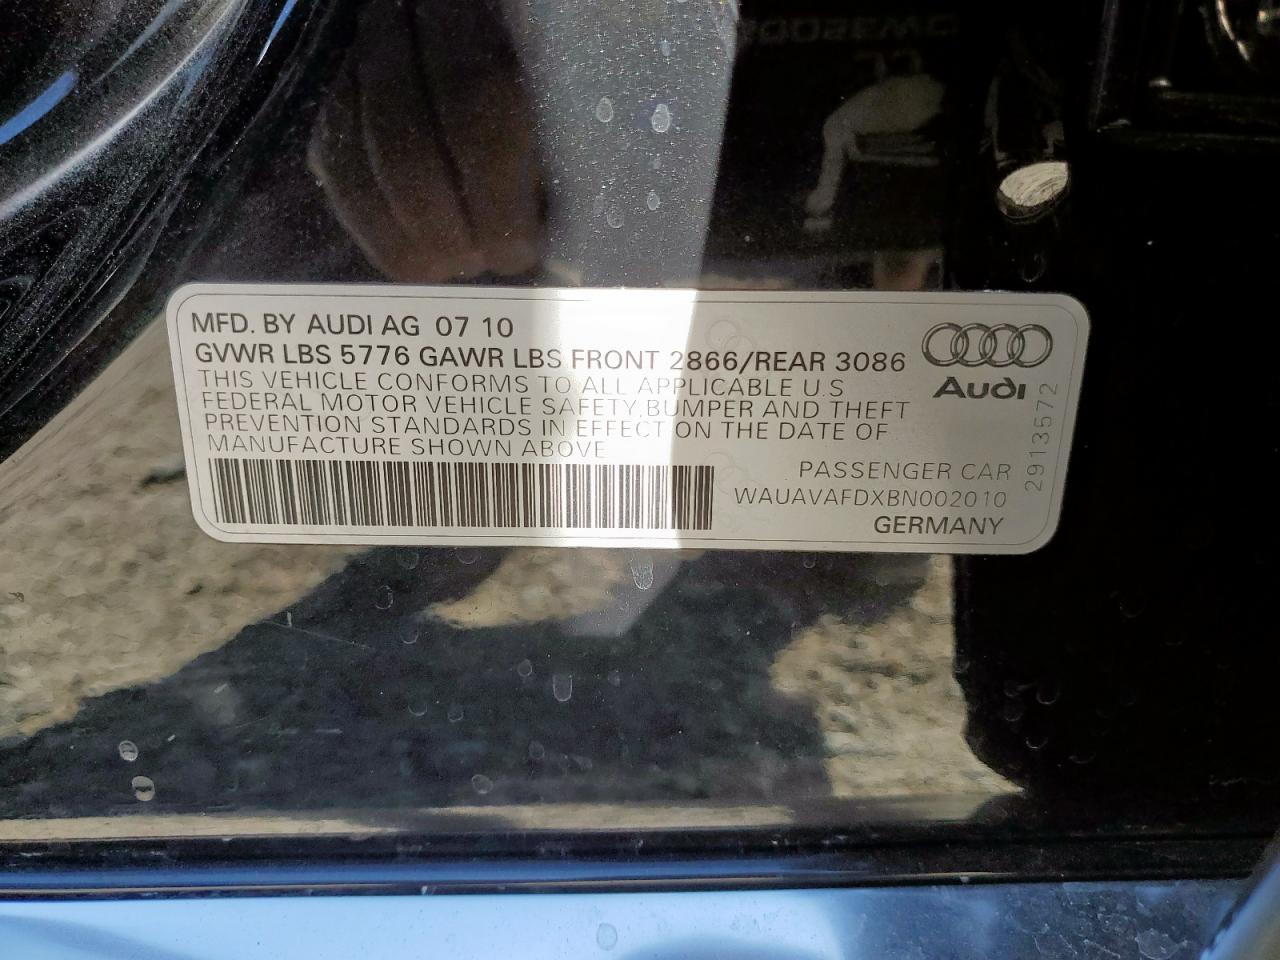 MFD. BY AUDI AG 07 10
GVWR LBS 5776 GAWR LBS FRONT 2866/REAR 3086
THIS VEHICLE CONFORMS TO ALL APPLICABLE U.S
FEDERAL MOTOR VEHICLE SAFETY, BUMPER AND THEFT
PREVENTION STANDARDS IN EFFECT ON THE DATE OF
MANUFACTURE SHOWN ABOVE
Audi
2913572
PASSENGER CAR
WAUAVAFDXBN002010
GERMANY